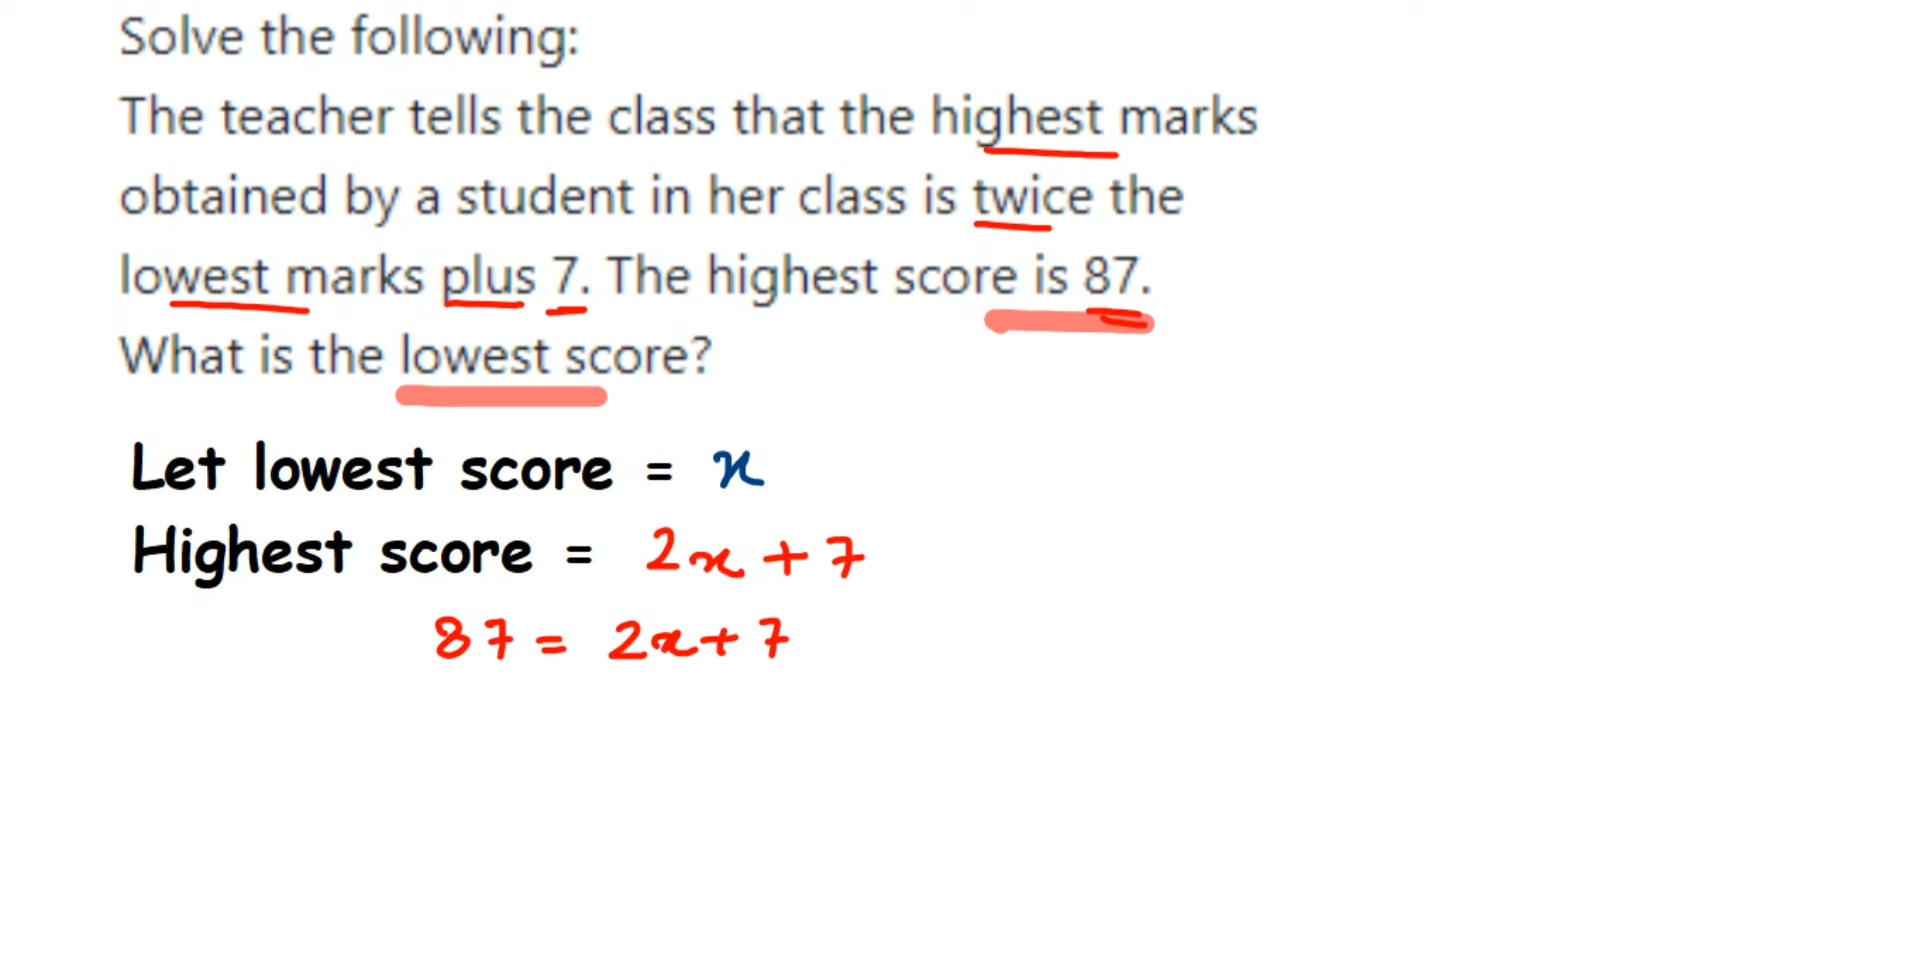 Solve the following:
The teacher tells the class that the highest marks
obtained by a student in her class is twice the
lowest marks plus 7. The highest score is 87.
What is the lowest score?
Let lowest score = x
Highest score = 2x + 7
87 = 2x + 7